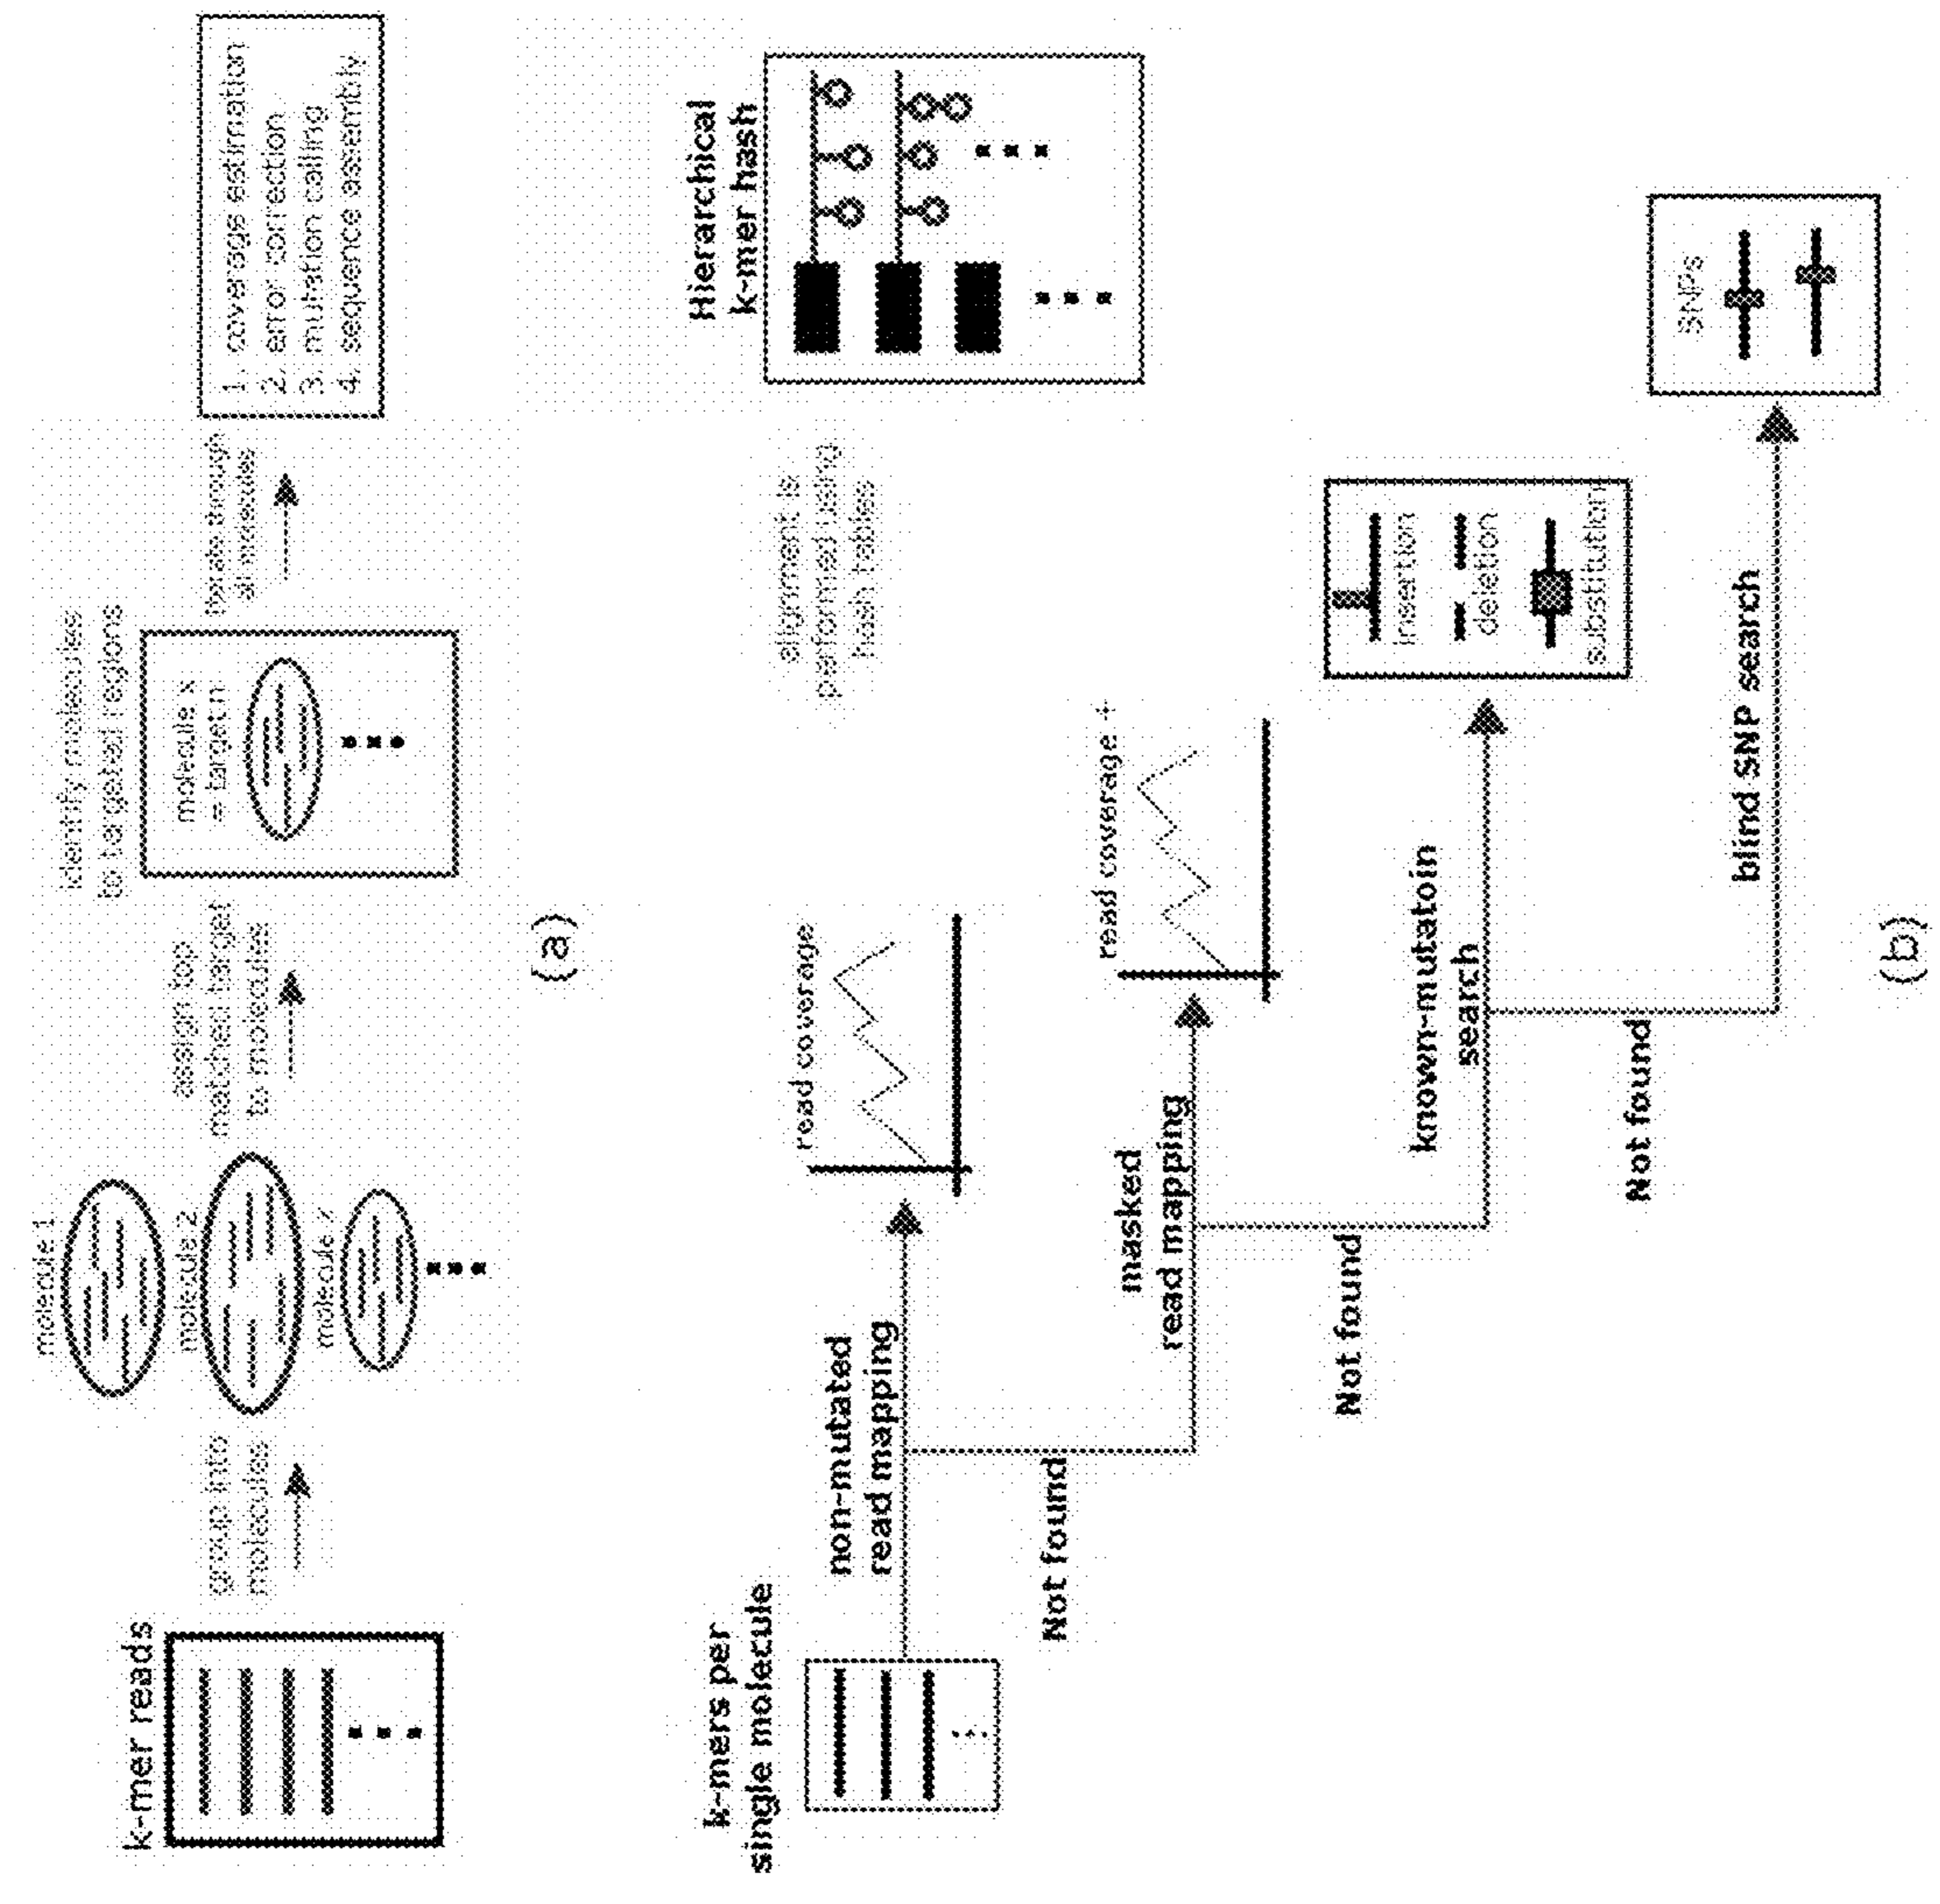 k-mer reads
group into
molecules
molecule 1
molecule 2
molecule z
assign top
matched target
to molecules
identify molecules
to targeted regions
molecule x
= target n
iterate through
all molecules
1. coverage estimation
2. error correction
3. mutation calling
4. sequence assembly
(a)
k-mers per
single molecule
non-mutated
read mapping
read coverage
alignment is
performed using
hash tables
Hierarchical
k-mer hash
Not found
masked
read mapping
read coverage +
Not found
known-mutatoin
search
insertion
deletion
substitution
Not found
blind SNP search
SNPs
(b)